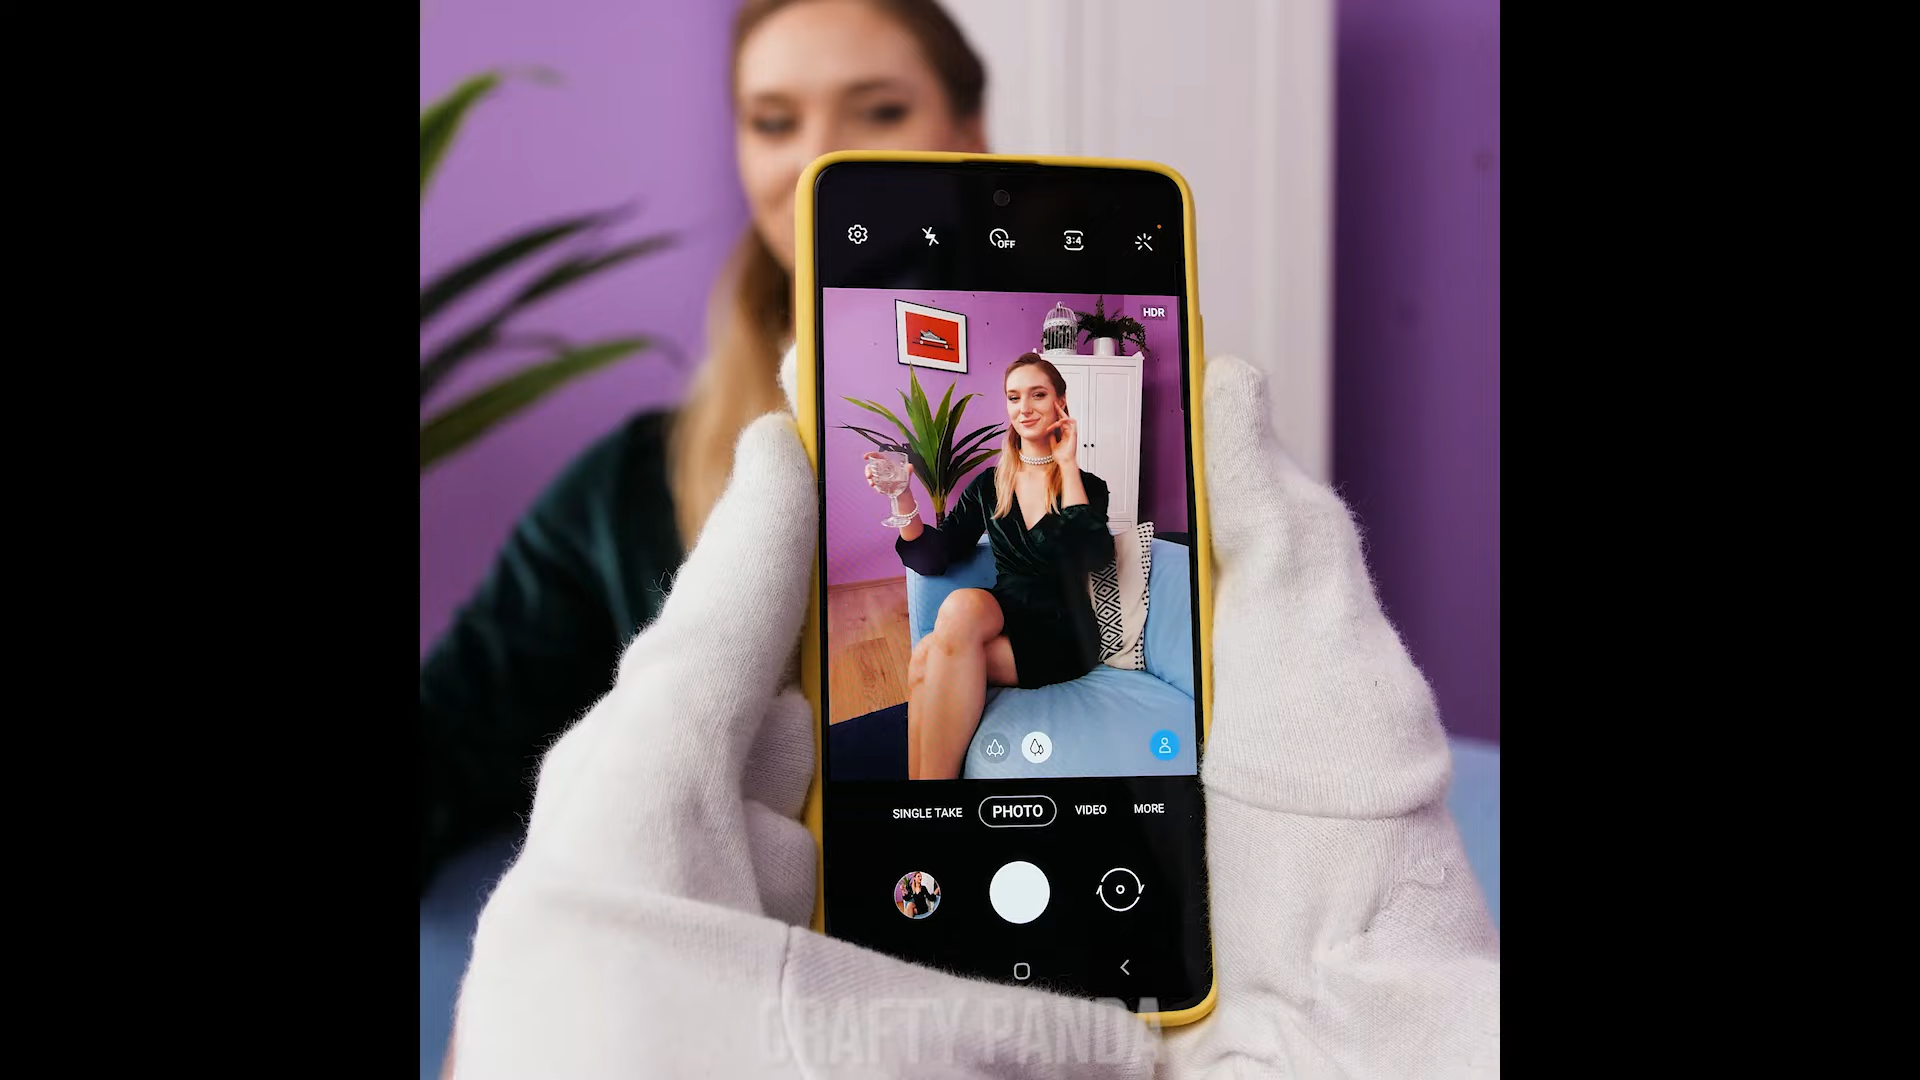 OFF
3:4
HDR
SINGLE TAKE
PHOTO
VIDEO
MORE
CRAFTY PANDA